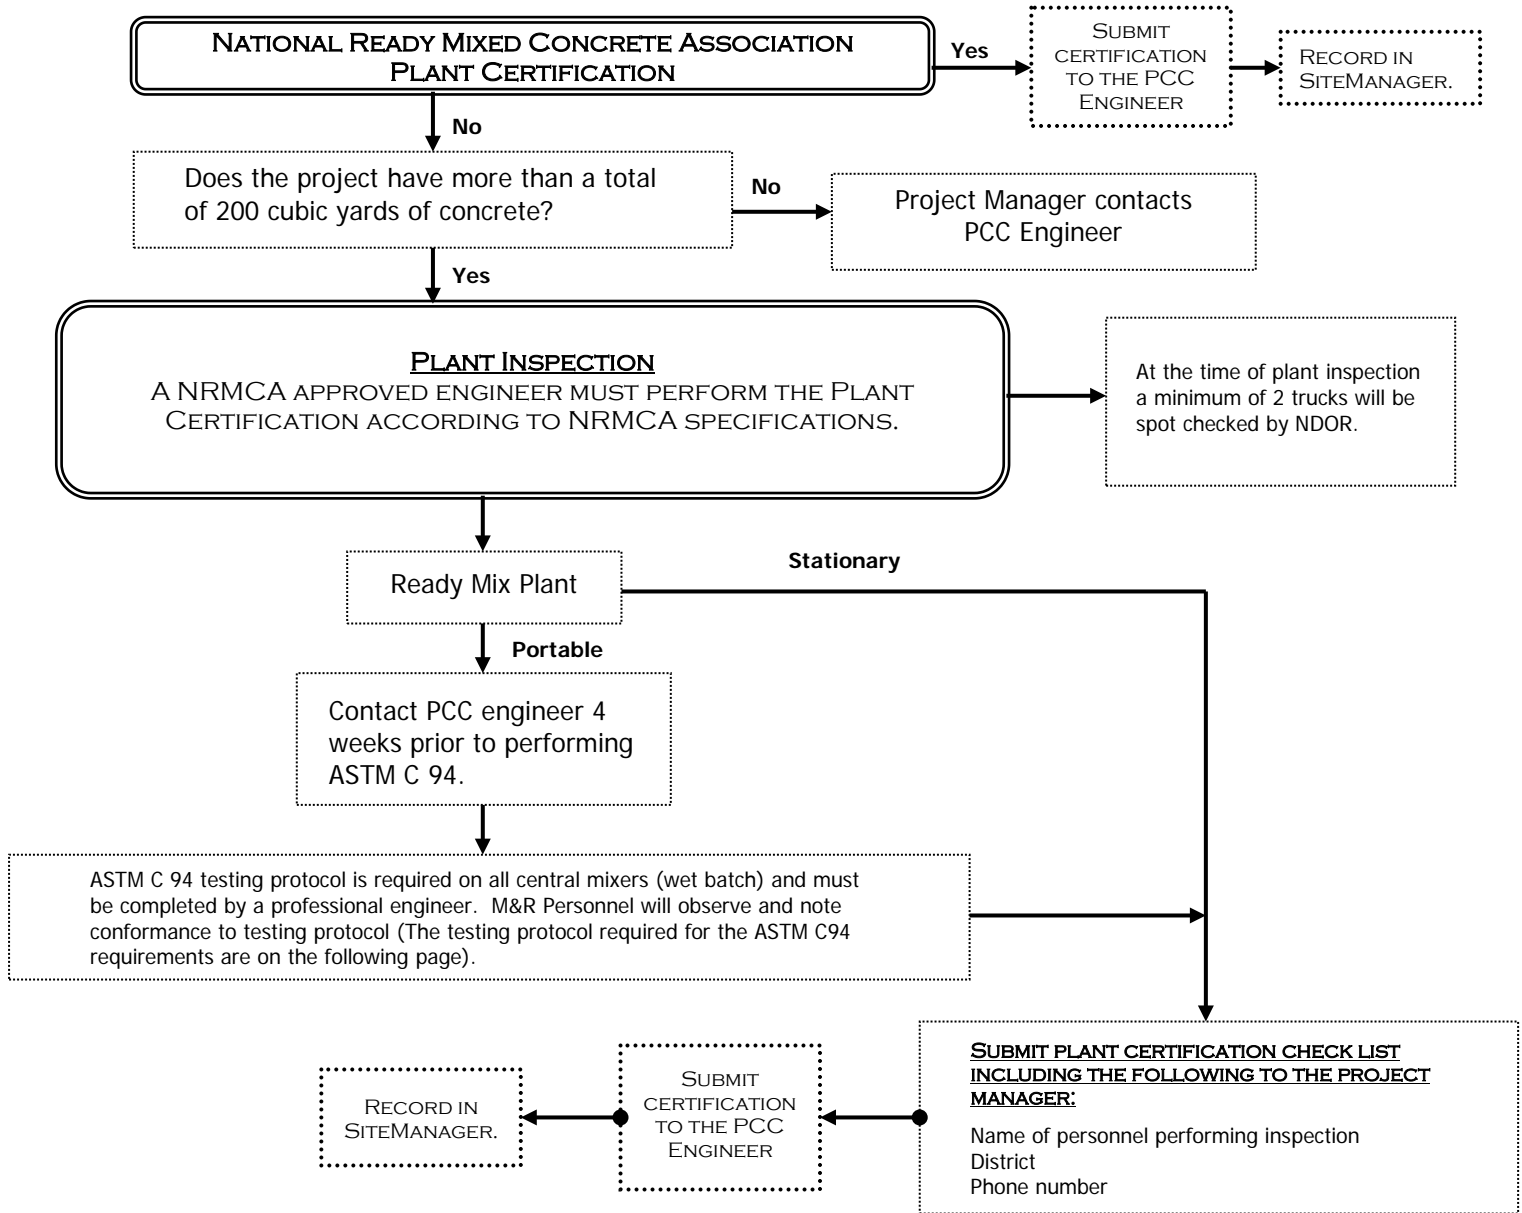 NATIONAL READY MIXED CONCRETE ASSOCIATION
PLANT CERTIFICATION
Yes
SUBMIT
CERTIFICATION
TO THE PCC
ENGINEER
RECORD IN
SITEMANAGER.
No
Does the project have more than a total
of 200 cubic yards of concrete?
No
Project Manager contacts
PCC Engineer
Yes
PLANT INSPECTION
A NRMCA APPROVED ENGINEER MUST PERFORM THE PLANT
CERTIFICATION ACCORDING TO NRMCA SPECIFICATIONS.
At the time of plant inspection
a minimum of 2 trucks will be
spot checked by NDOR.
Ready Mix Plant
Stationary
Portable
Contact PCC engineer 4
weeks prior to performing
ASTM C 94.
ASTM C 94 testing protocol is required on all central mixers (wet batch) and must
be completed by a professional engineer.  M&R Personnel will observe and note
conformance to testing protocol (The testing protocol required for the ASTM C94
requirements are on the following page).
SUBMIT PLANT CERTIFICATION CHECK LIST
INCLUDING THE FOLLOWING TO THE PROJECT
MANAGER:
Name of personnel performing inspection
District
Phone number
SUBMIT
CERTIFICATION
TO THE PCC
ENGINEER
RECORD IN
SITEMANAGER.